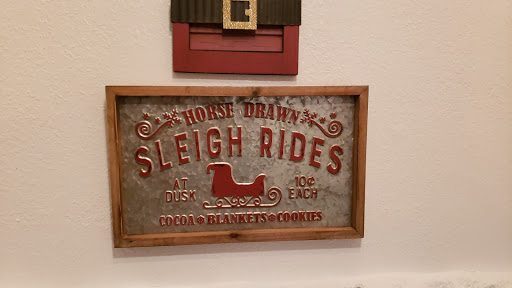 HORSE DRAWN
SLEIGH RIDES
AT
DUSK
10¢
EACH
COCOA❄BLANKETS❄COOKIES